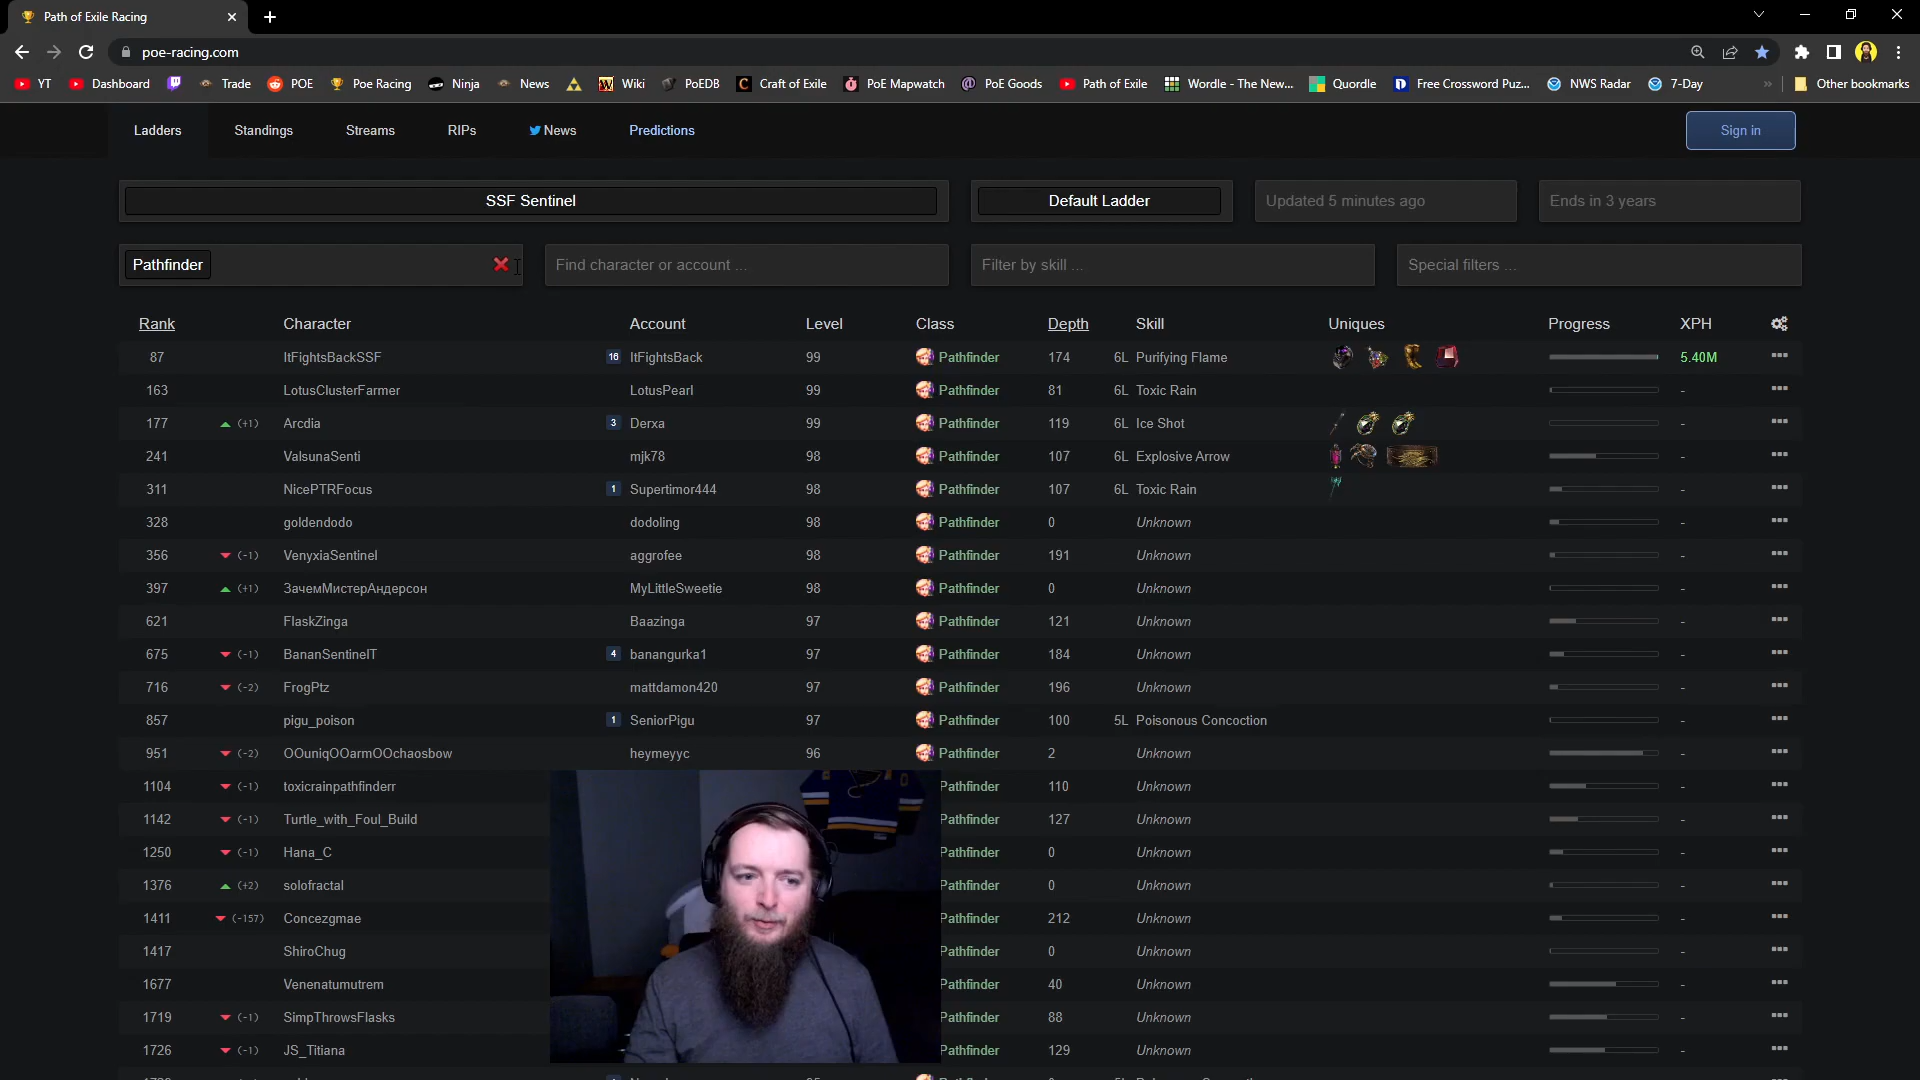 Path of Exile Racing
poe-racing.com
YT Dashboard Trade POE Poe Racing Ninja News Wiki PoEDB Craft of Exile PoE Mapwatch PoE Goods Path of Exile Wordle - The New... Quordle Free Crossword Puz... NWS Radar 7-Day » Other bookmarks
Ladders Standings Streams RIPs News Predictions Sign in
SSF Sentinel Default Ladder Updated 5 minutes ago Ends in 3 years
Pathfinder Find character or account ... Filter by skill ... Special filters ...
Rank Character Account Level Class Depth Skill Uniques Progress XPH
87 ItFightsBackSSF 16 ItFightsBack 99 Pathfinder 174 6L Purifying Flame 5.40M
163 LotusClusterFarmer LotusPearl 99 Pathfinder 81 6L Toxic Rain -
177 (+1) Arcdia 3 Derxa 99 Pathfinder 119 6L Ice Shot -
241 ValsunaSenti mjk78 98 Pathfinder 107 6L Explosive Arrow -
311 NicePTRFocus 1 Supertimor444 98 Pathfinder 107 6L Toxic Rain -
328 goldendodo dodoling 98 Pathfinder 0 Unknown -
356 (-1) VenyxiaSentinel aggrofee 98 Pathfinder 191 Unknown -
397 (+1) ЗачемМистерАндерсон MyLittleSweetie 98 Pathfinder 0 Unknown -
621 FlaskZinga Baazinga 97 Pathfinder 121 Unknown -
675 (-1) BananSentinelT 4 banangurka1 97 Pathfinder 184 Unknown -
716 (-2) FrogPtz mattdamon420 97 Pathfinder 196 Unknown -
857 pigu_poison 1 SeniorPigu 97 Pathfinder 100 5L Poisonous Concoction -
951 (-2) OOuniqOOarmOOchaosbow heymeyyc 96 Pathfinder 2 Unknown -
1104 (-1) toxicrainpathfinderr Pathfinder 110 Unknown -
1142 (-1) Turtle_with_Foul_Build Pathfinder 127 Unknown -
1250 (-1) Hana_C Pathfinder 0 Unknown -
1376 (+2) solofractal Pathfinder 0 Unknown -
1411 (-157) Concezgmae Pathfinder 212 Unknown -
1417 ShiroChug Pathfinder 0 Unknown -
1677 Venenatumutrem Pathfinder 40 Unknown -
1719 (-1) SimpThrowsFlasks Pathfinder 88 Unknown -
1726 (-1) JS_Titiana Pathfinder 129 Unknown -